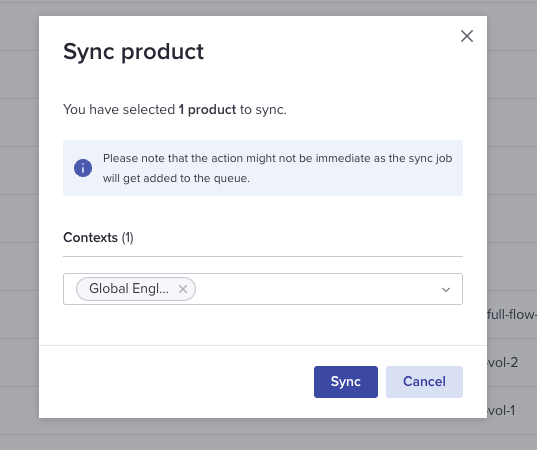 Sync product
You have selected 1 product to sync.
Please note that the action might not be immediate as the sync job
will get added to the queue.
Contexts (1)
Global Engl...
full-flow-
vol-2
Sync Cancel
vol-1